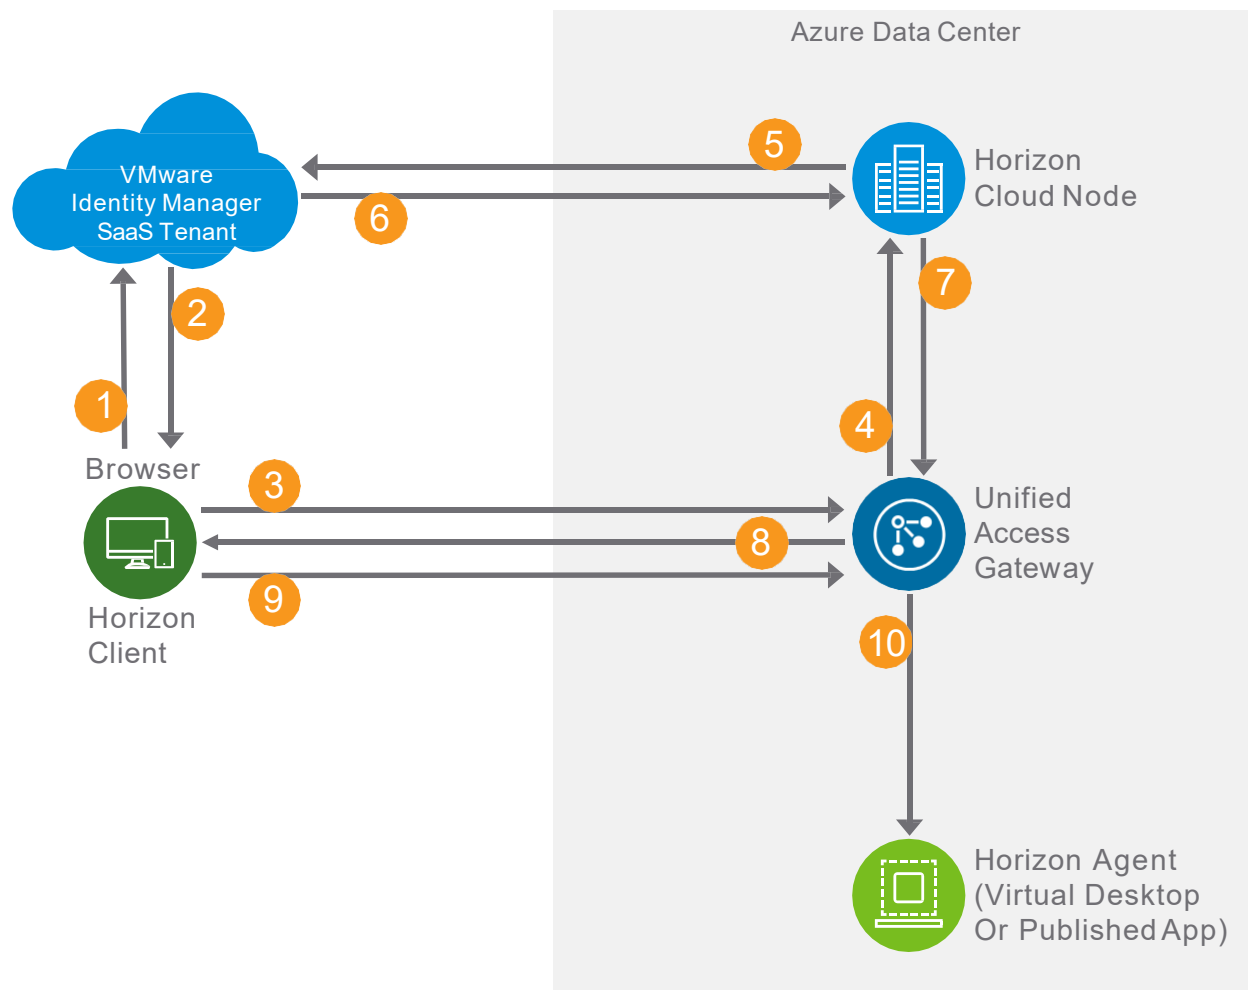 Azure Data Center
5
Horizon
Cloud Node
VMware
Identity Manager
SaaS Tenant
6
7
2
1
4
Browser
3
Unified
Access
Gateway
8
9
Horizon
Client
10
Horizon Agent
(Virtual Desktop
Or Published App)